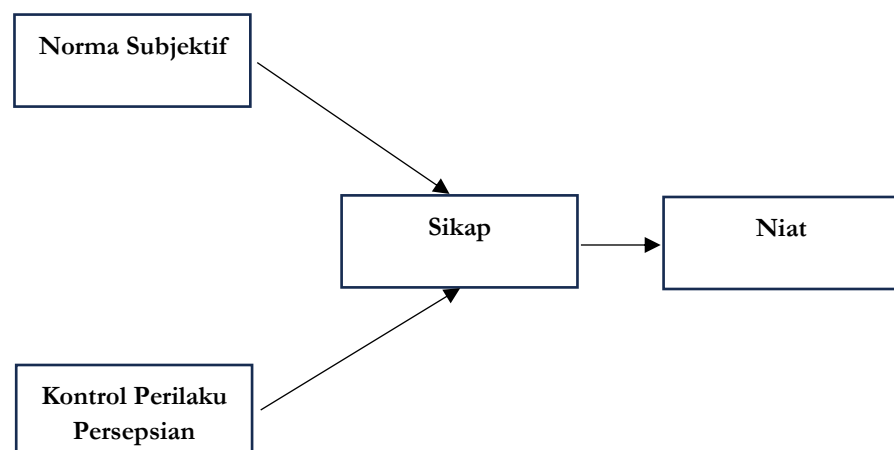 Norma Subjektif
Sikap
Niat
Kontrol Perilaku
Persepsian